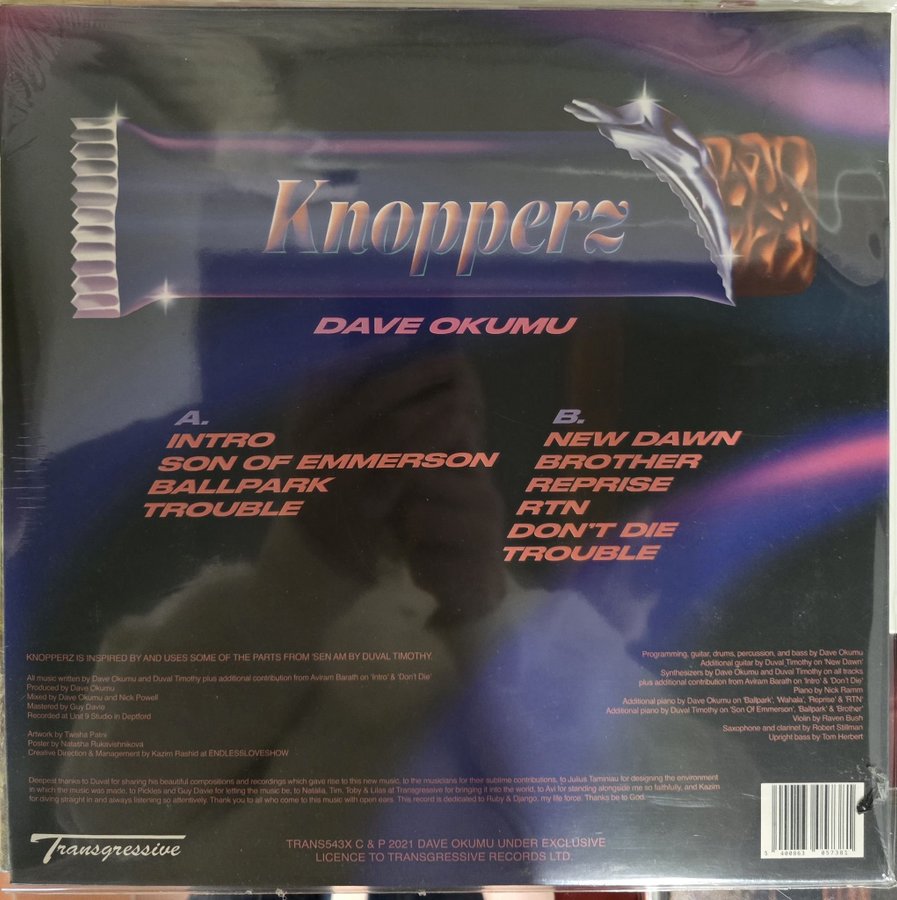 Knopperz
DAVE OKUMU
A.
INTRO
SON OF EMMERSON
BALLPARK
TROUBLE
B.
NEW DAWN
BROTHER
REPRISE
RTN
DON'T DIE
TROUBLE
KNOPPERZ IS INSPIRED BY AND USES SOME OF THE PARTS FROM 'SEN AM BY DUVAL TIMOTHY.
All music written by Dave Okumu and Duval Timothy plus additional contribution from Aviram Barath on 'Intro' & 'Don't Die'
Produced by Dave Okumu
Mixed by Dave Okumu and Nick Powell
Mastered by Guy Davie
Recorded at Unit 9 Studio in Deptford
Artwork by Twisha Patni
Poster by Natasha Rukavishnikova
Creative Direction & Management by Kazim Rashid at ENDLESSLOVESHOW
Programming, guitar, drums, percussion, and bass by Dave Okumu
Additional guitar by Duval Timothy on 'New Dawn'
Synthesizers by Dave Okumu and Duval Timothy on all tracks
plus additional contribution from Aviram Barath on 'Intro' & 'Don't Die'
Piano by Nick Ramm
Additional piano by Dave Okumu on 'Ballpark', 'Wahala', 'Reprise' & 'RTN'
Additional piano by Duval Timothy on 'Son Of Emmerson', 'Ballpark' & 'Brother'
Violin by Raven Bush
Saxophone and clarinet by Robert Stillman
Upright bass by Tom Herbert
Deepest thanks to Duval for sharing his beautiful compositions and recordings which gave rise to this new music, to the musicians for their sublime contributions, to Julius Taminiau for designing the environment
in which the music was made, to Pickles and Guy Davie for letting the music be, to Natalia, Tim, Toby & Lilas at Transgressive for bringing it into the world, to Avi for standing alongside me so faithfully, and Kazim
for diving straight in and always listening so attentively. Thank you to all who come to this music with open ears. This record is dedicated to Ruby & Django, my life force. Thanks be to God.
Transgressive
TRANS543X C & P 2021 DAVE OKUMU UNDER EXCLUSIVE
LICENCE TO TRANSGRESSIVE RECORDS LTD.
5 400863 057381